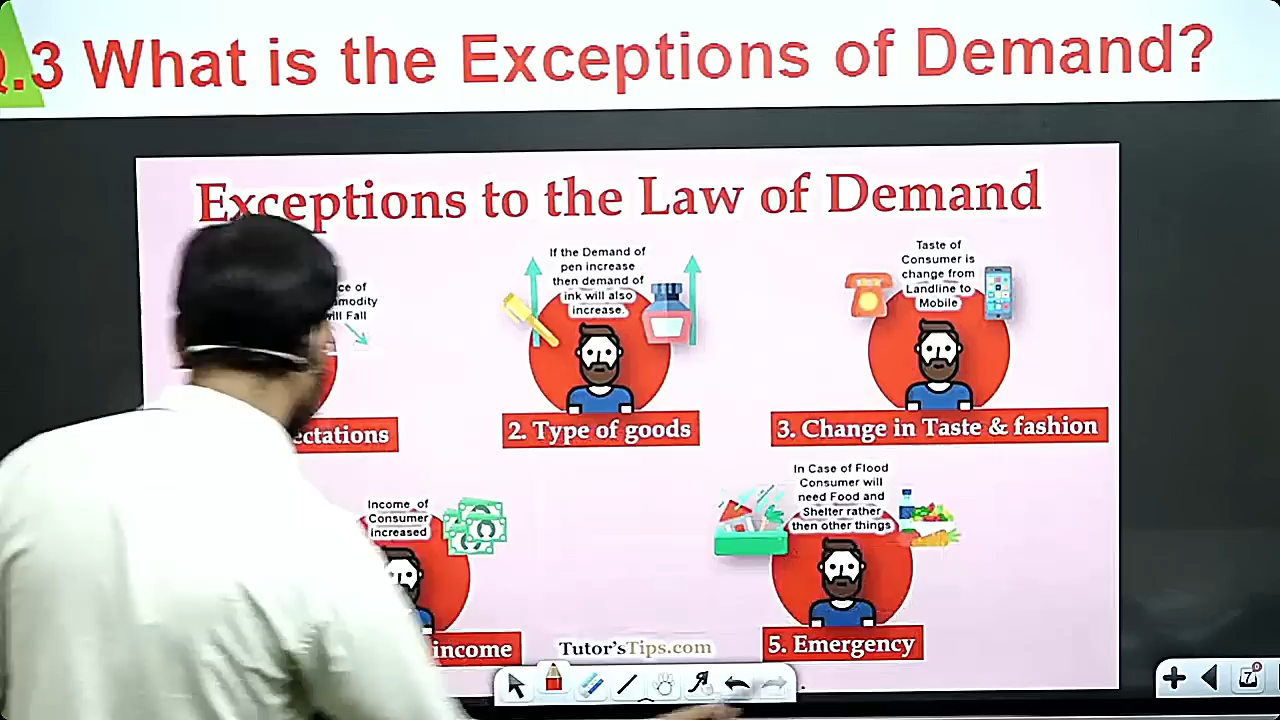 .3 What is the Exceptions of Demand?
Exceptions to the Law of Demand
If the Demand of
pen increase
then demand of
ink will also
increase.
Taste of
Consumer is
change from
Landline to
Mobile
ce of
modity
ill Fall
ectations
2. Type of goods
3. Change in Taste & fashion
Income of
Consumer
increased
In Case of Flood
Consumer will
need Food and
Shelter rather
then other things
income
Tutor'sTips.com
5. Emergency
7